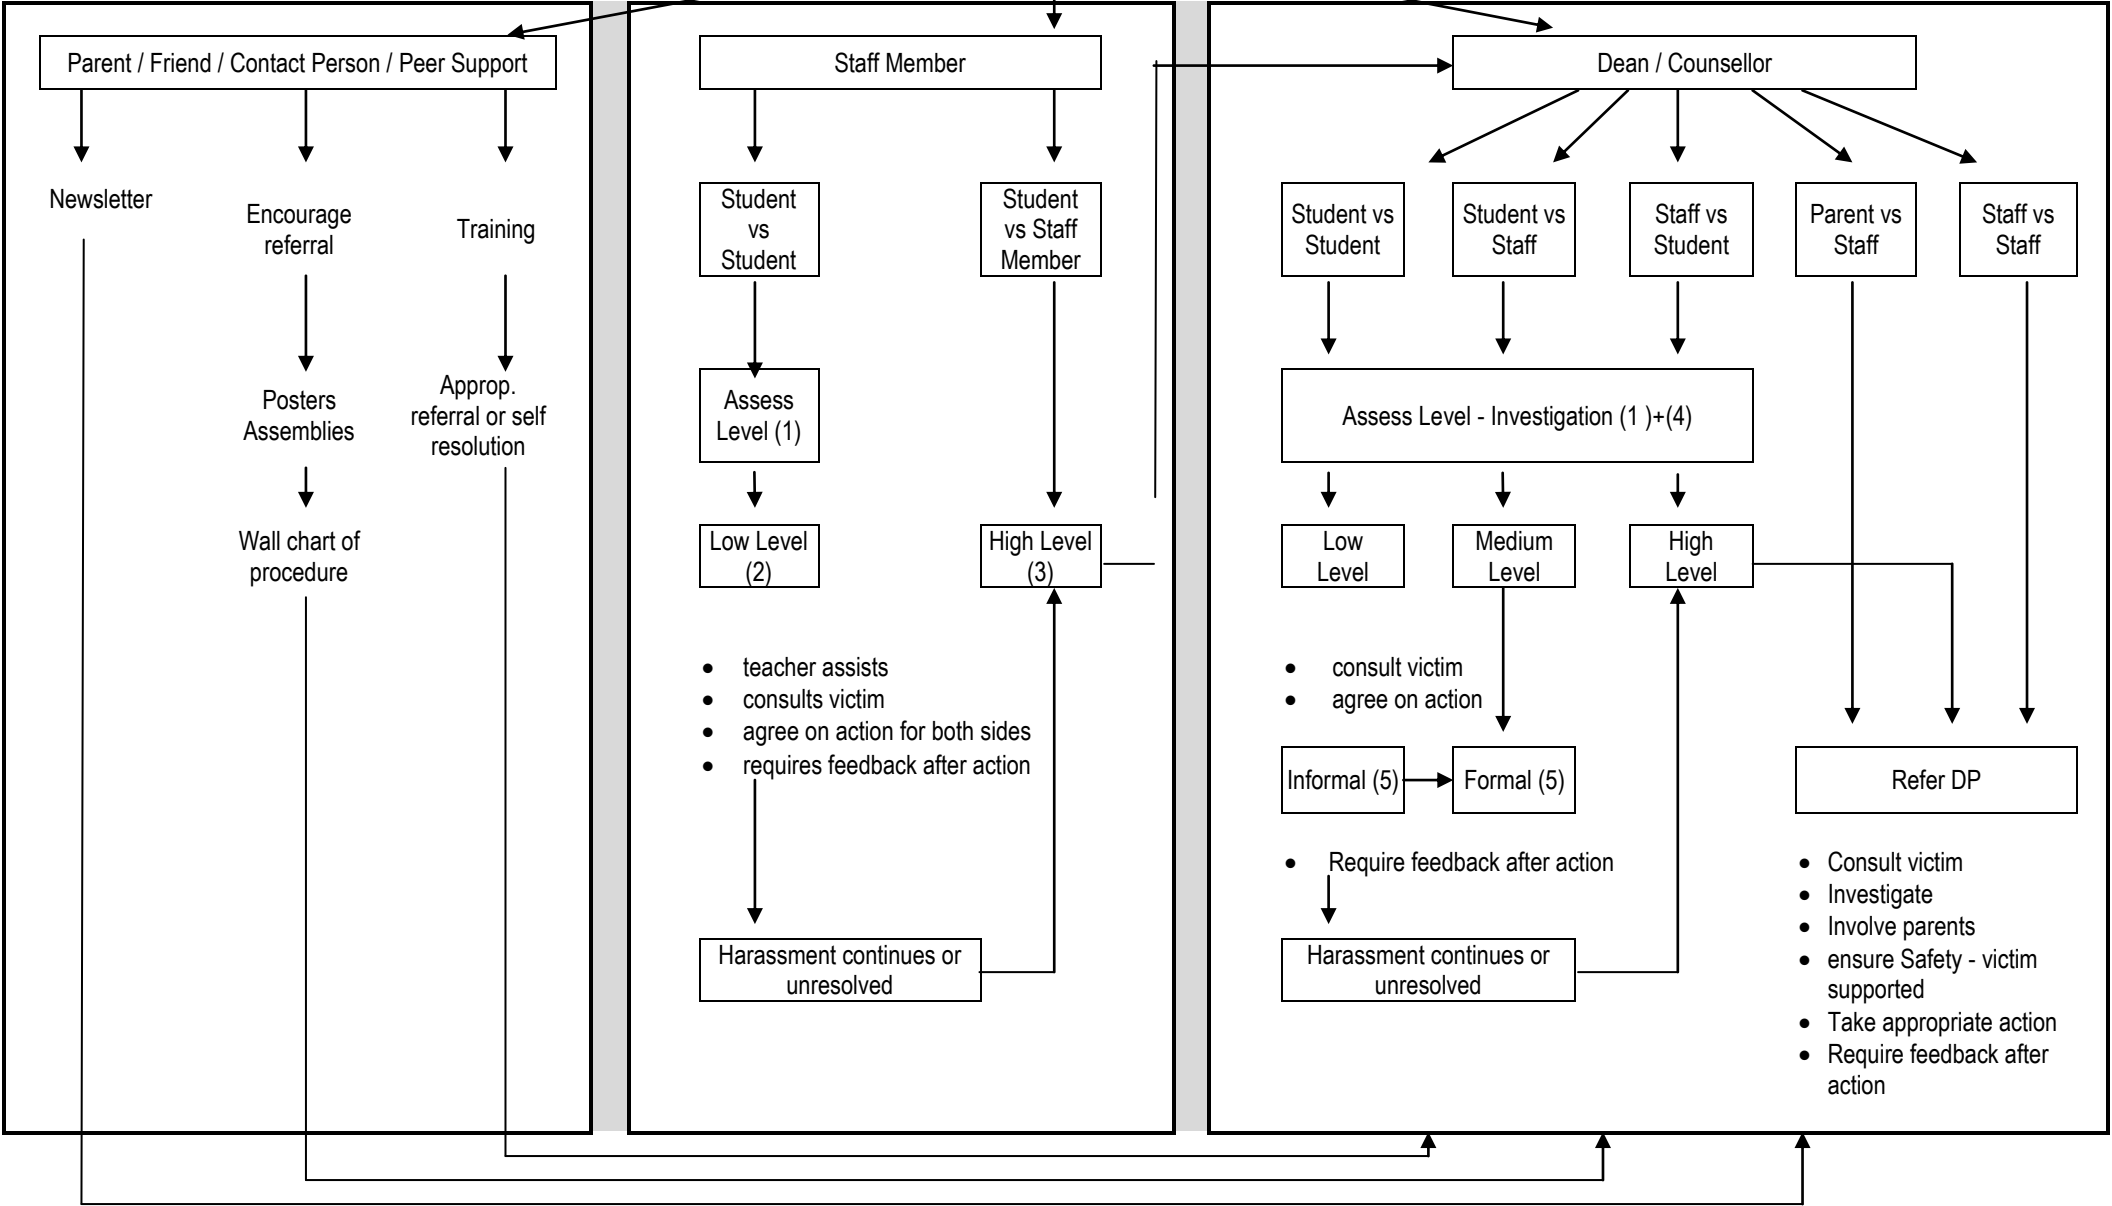 Parent / Friend / Contact Person / Peer Support
Newsletter
Encourage
referral
Training
Posters
Assemblies
Approp.
referral or self
resolution
Wall chart of
procedure
Staff Member
Student
vs
Student
Student
vs Staff
Member
Assess
Level (1)
Low Level
(2)
High Level
(3)
• teacher assists
• consults victim
• agree on action for both sides
• requires feedback after action
Harassment continues or
unresolved
Dean / Counsellor
Student vs
Student
Student vs
Staff
Staff vs
Student
Parent vs
Staff
Staff vs
Staff
Assess Level - Investigation (1 )+(4)
Low
Level
Medium
Level
High
Level
• consult victim
• agree on action
Informal (5)
Formal (5)
• Require feedback after action
Harassment continues or
unresolved
Refer DP
• Consult victim
• Investigate
• Involve parents
• ensure Safety - victim
supported
• Take appropriate action
• Require feedback after
action